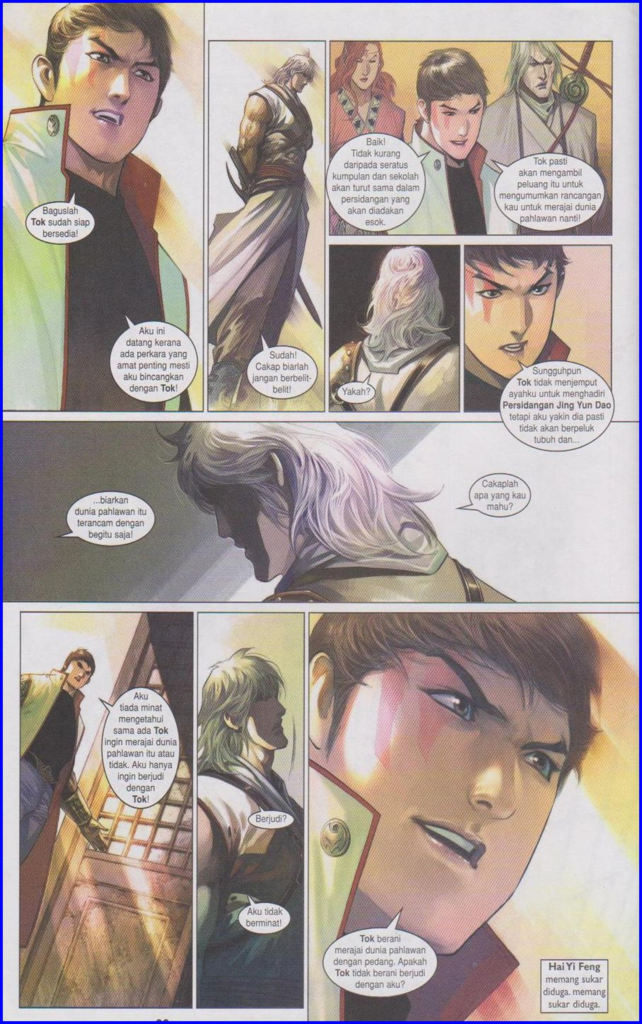 Baguslah
Tok sudah siap
bersedia!
Aku ini
datang kerana
ada perkara yang
amat penting mesti
aku bincangkan
dengan Tok!
Sudah!
Cakap biarlah
jangan berbelit-
belit!
Baik!
Tidak kurang
daripada seratus
kumpulan dan sekolah
akan turut sama dalam
persidangan yang
akan diadakan
esok.
Tok pasti
akan mengambil
peluang itu untuk
mengumumkan rancangan
kau untuk merajai dunia
pahlawan nanti!
Yakah?
Sungguhpun
Tok tidak menjemput
ayahku untuk menghadiri
Persidangan Jing Yun Dao
tetapi aku yakin dia pasti
tidak akan berpeluk
tubuh dan...
...biarkan
dunia pahlawan itu
terancam dengan
begitu saja!
Cakaplah
apa yang kau
mahu?
Aku
tiada minat
mengetahui
sama ada Tok
ingin merajai dunia
pahlawan itu atau
tidak. Aku hanya
ingin berjudi
dengan
Tok!
Berjudi?
Aku tidak
berminat!
Tok berani
merajai dunia pahlawan
dengan pedang. Apakah
Tok tidak berani berjudi
dengan aku?
Hai Yi Feng
memang sukar
diduga. memang
sukar diduga.